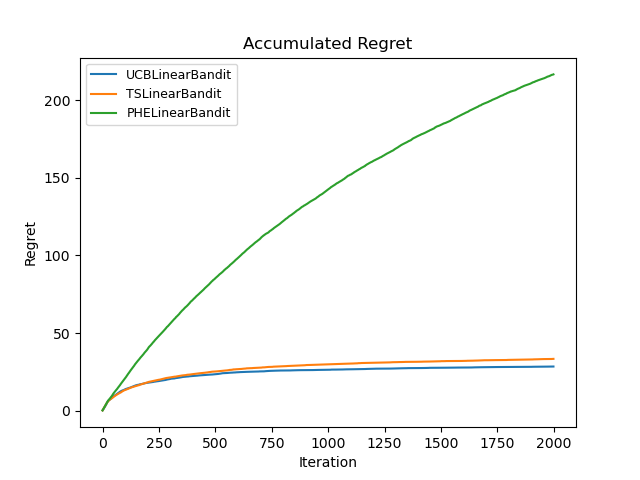 Accumulated Regret
UCBLinearBandit
TSLinearBandit
PHELinearBandit
Regret
200
150
100
50
0
0 250 500 750 1000 1250 1500 1750 2000
Iteration